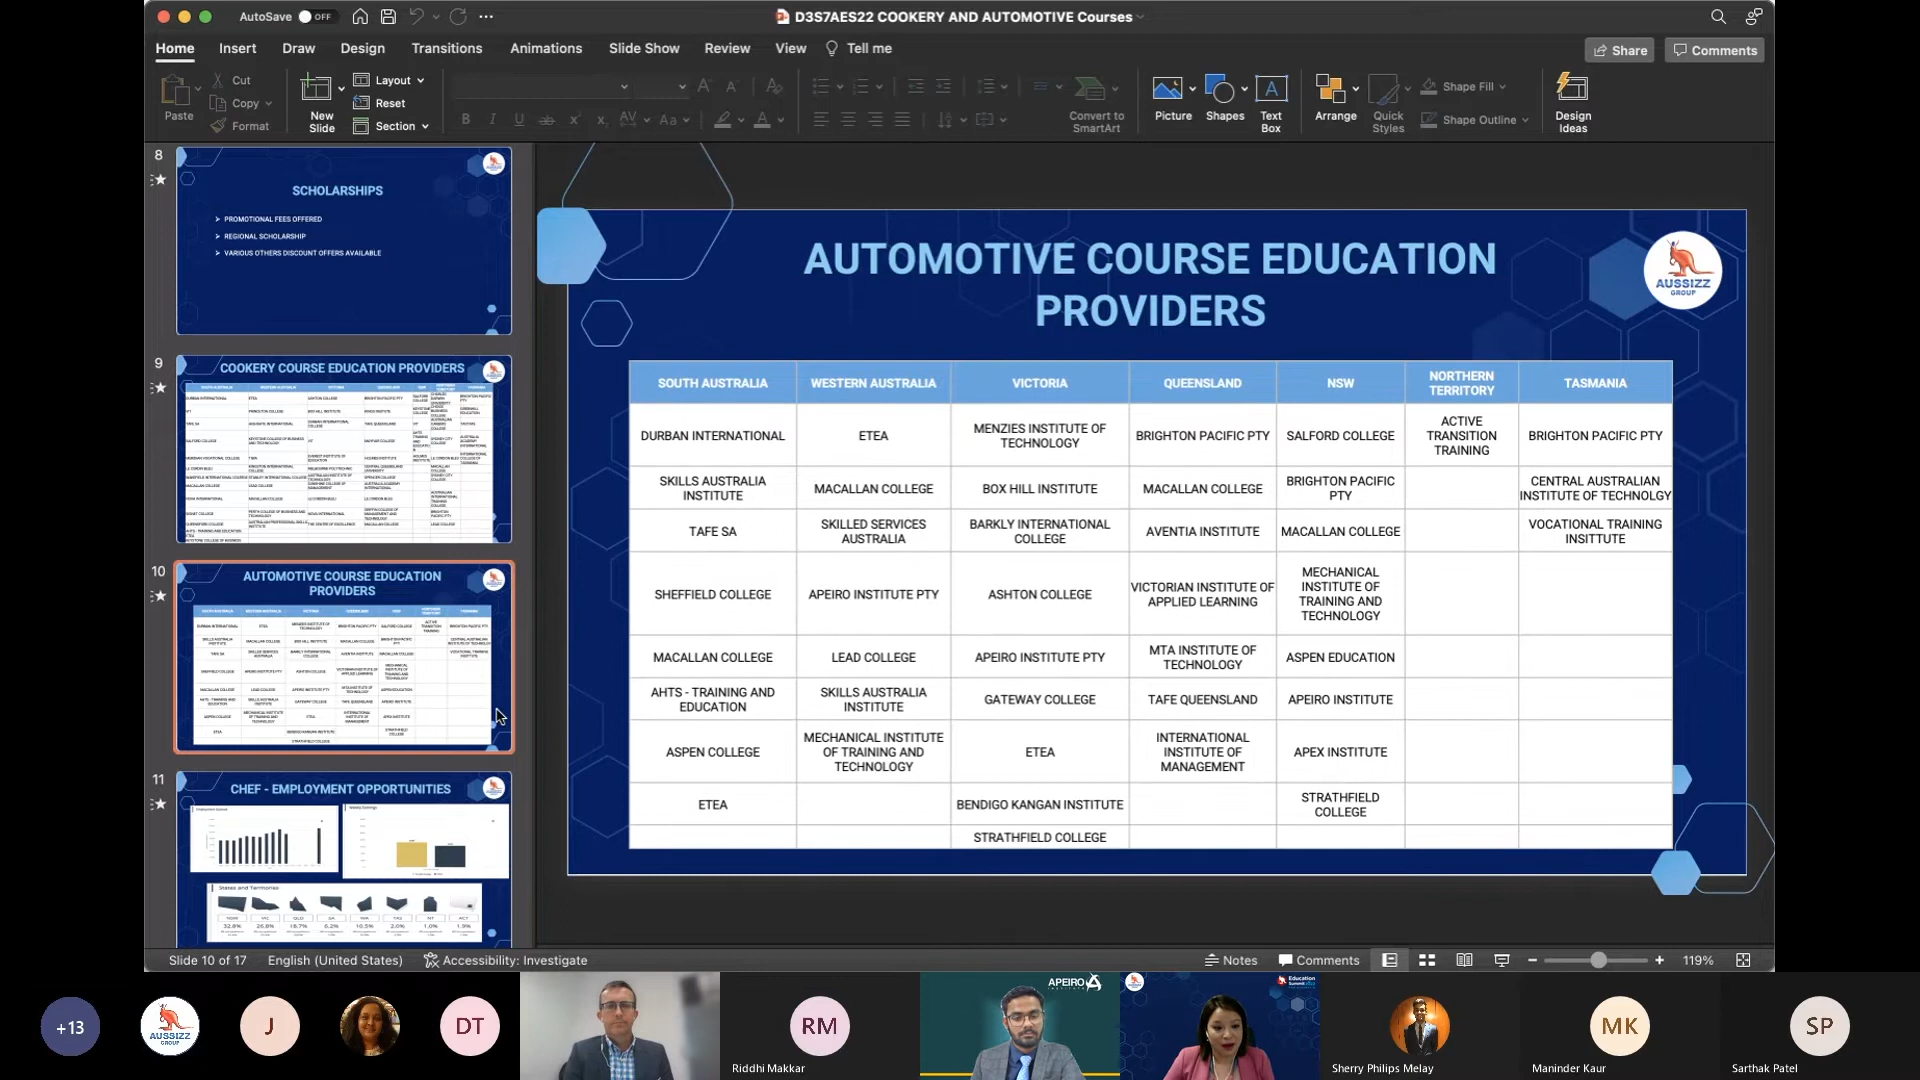 AutoSave OFF
D3S7AES22 COOKERY AND AUTOMOTIVE Courses
Home Insert Draw Design Transitions Animations Slide Show Review View Tell me
Share Comments
Paste
Cut
Copy
Format
New
Slide
Layout
Reset
Section
Convert to
SmartArt
Picture
Shapes
Text
Box
Arrange
Quick
Styles
Shape Fill
Shape Outline
Design
Ideas
8
SCHOLARSHIPS
PROMOTIONAL FEES OFFERED
REGIONAL SCHOLARSHIP
VARIOUS OTHERS DISCOUNT OFFERS AVAILABLE
9
COOKERY COURSE EDUCATION PROVIDERS
10
AUTOMOTIVE COURSE EDUCATION
PROVIDERS
11
CHEF - EMPLOYMENT OPPORTUNITIES
States and Territories
AUTOMOTIVE COURSE EDUCATION
PROVIDERS
AUSSIZZ
GROUP
SOUTH AUSTRALIA WESTERN AUSTRALIA VICTORIA QUEENSLAND NSW NORTHERN TERRITORY TASMANIA
DURBAN INTERNATIONAL ETEA MENZIES INSTITUTE OF TECHNOLOGY BRIGHTON PACIFIC PTY SALFORD COLLEGE ACTIVE TRANSITION TRAINING BRIGHTON PACIFIC PTY
SKILLS AUSTRALIA INSTITUTE MACALLAN COLLEGE BOX HILL INSTITUTE MACALLAN COLLEGE BRIGHTON PACIFIC PTY CENTRAL AUSTRALIAN INSTITUTE OF TECHNOLGY
TAFE SA SKILLED SERVICES AUSTRALIA BARKLY INTERNATIONAL COLLEGE AVENTIA INSTITUTE MACALLAN COLLEGE VOCATIONAL TRAINING INSITTUTE
SHEFFIELD COLLEGE APEIRO INSTITUTE PTY ASHTON COLLEGE VICTORIAN INSTITUTE OF APPLIED LEARNING MECHANICAL INSTITUTE OF TRAINING AND TECHNOLOGY
MACALLAN COLLEGE LEAD COLLEGE APEIRO INSTITUTE PTY MTA INSTITUTE OF TECHNOLOGY ASPEN EDUCATION
AHTS - TRAINING AND EDUCATION SKILLS AUSTRALIA INSTITUTE GATEWAY COLLEGE TAFE QUEENSLAND APEIRO INSTITUTE
ASPEN COLLEGE MECHANICAL INSTITUTE OF TRAINING AND TECHNOLOGY ETEA INTERNATIONAL INSTITUTE OF MANAGEMENT APEX INSTITUTE
ETEA BENDIGO KANGAN INSTITUTE STRATHFIELD COLLEGE
STRATHFIELD COLLEGE
Slide 10 of 17 English (United States) Accessibility: Investigate
Notes Comments 119%
+13
AUSSIZZ
GROUP
J
DT
RM
Riddhi Makkar
APEIRO
Sherry Philips Melay
MK
Maninder Kaur
SP
Sarthak Patel